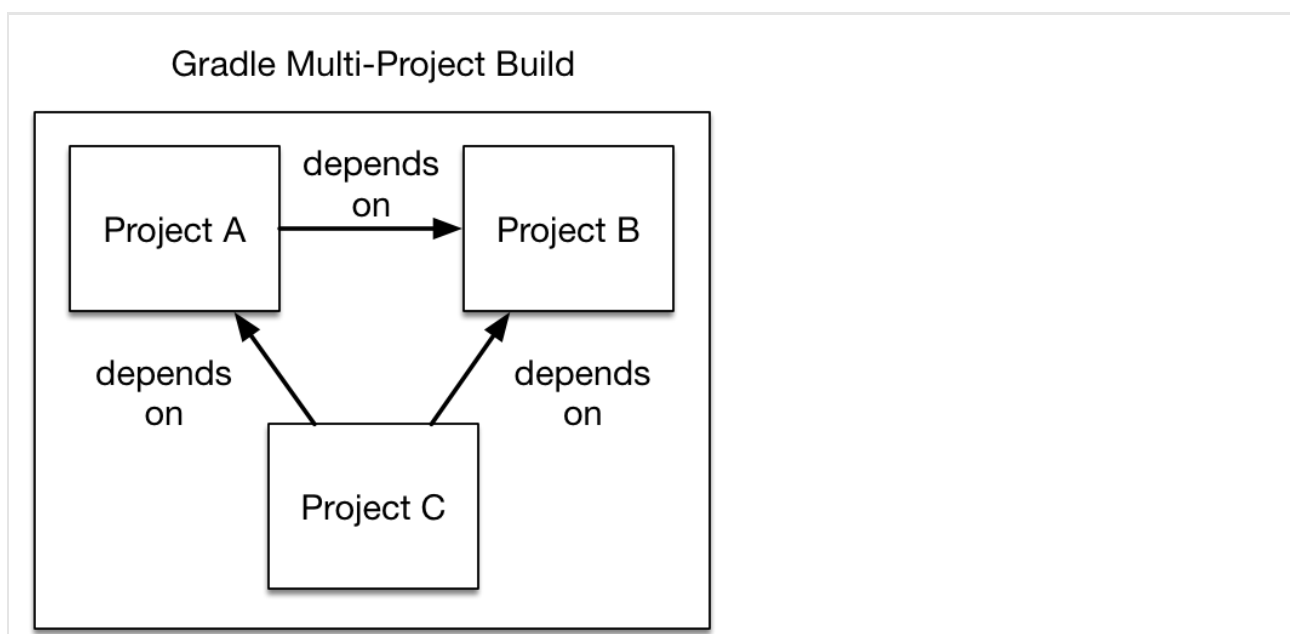 Gradle Multi-Project Build
depends
on
Project A
Project B
depends
on
depends
on
Project C